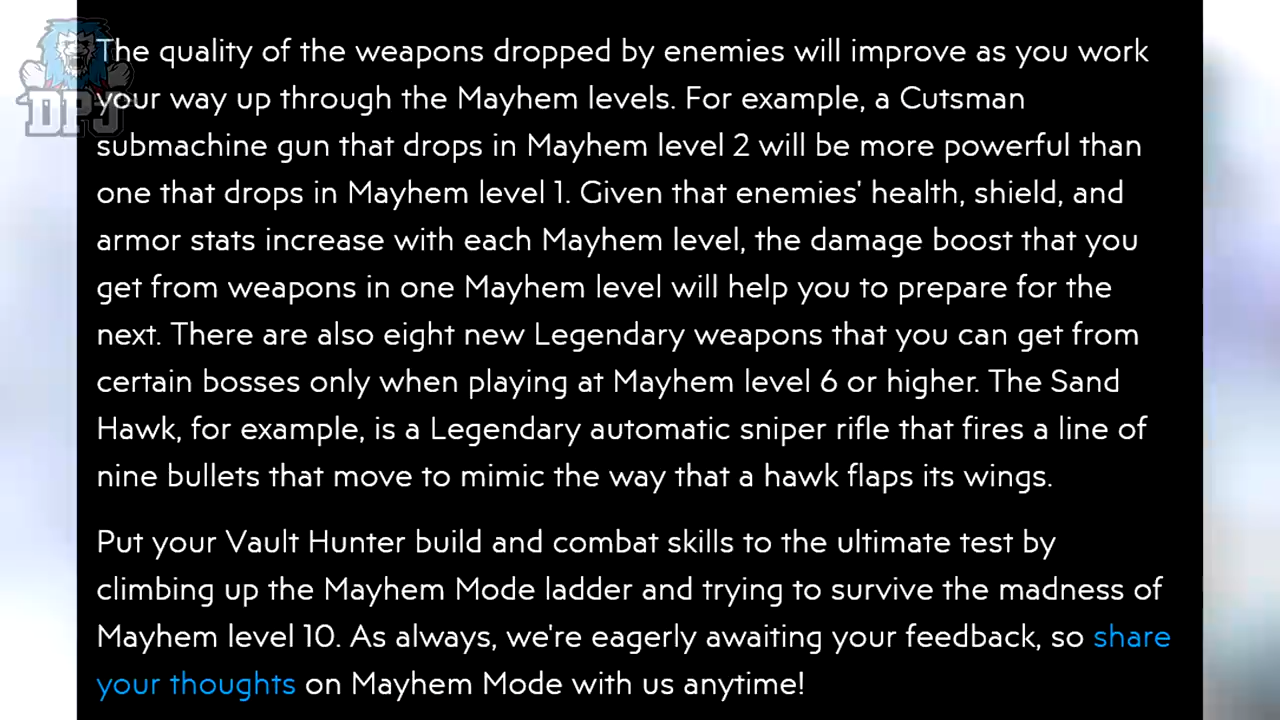 The quality of the weapons dropped by enemies will improve as you work
your way up through the Mayhem levels. For example, a Cutsman
submachine gun that drops in Mayhem level 2 will be more powerful than
one that drops in Mayhem level 1. Given that enemies' health, shield, and
armor stats increase with each Mayhem level, the damage boost that you
get from weapons in one Mayhem level will help you to prepare for the
next. There are also eight new Legendary weapons that you can get from
certain bosses only when playing at Mayhem level 6 or higher. The Sand
Hawk, for example, is a Legendary automatic sniper rifle that fires a line of
nine bullets that move to mimic the way that a hawk flaps its wings.
Put your Vault Hunter build and combat skills to the ultimate test by
climbing up the Mayhem Mode ladder and trying to survive the madness of
Mayhem level 10. As always, we're eagerly awaiting your feedback, so share
your thoughts on Mayhem Mode with us anytime!
DPJ